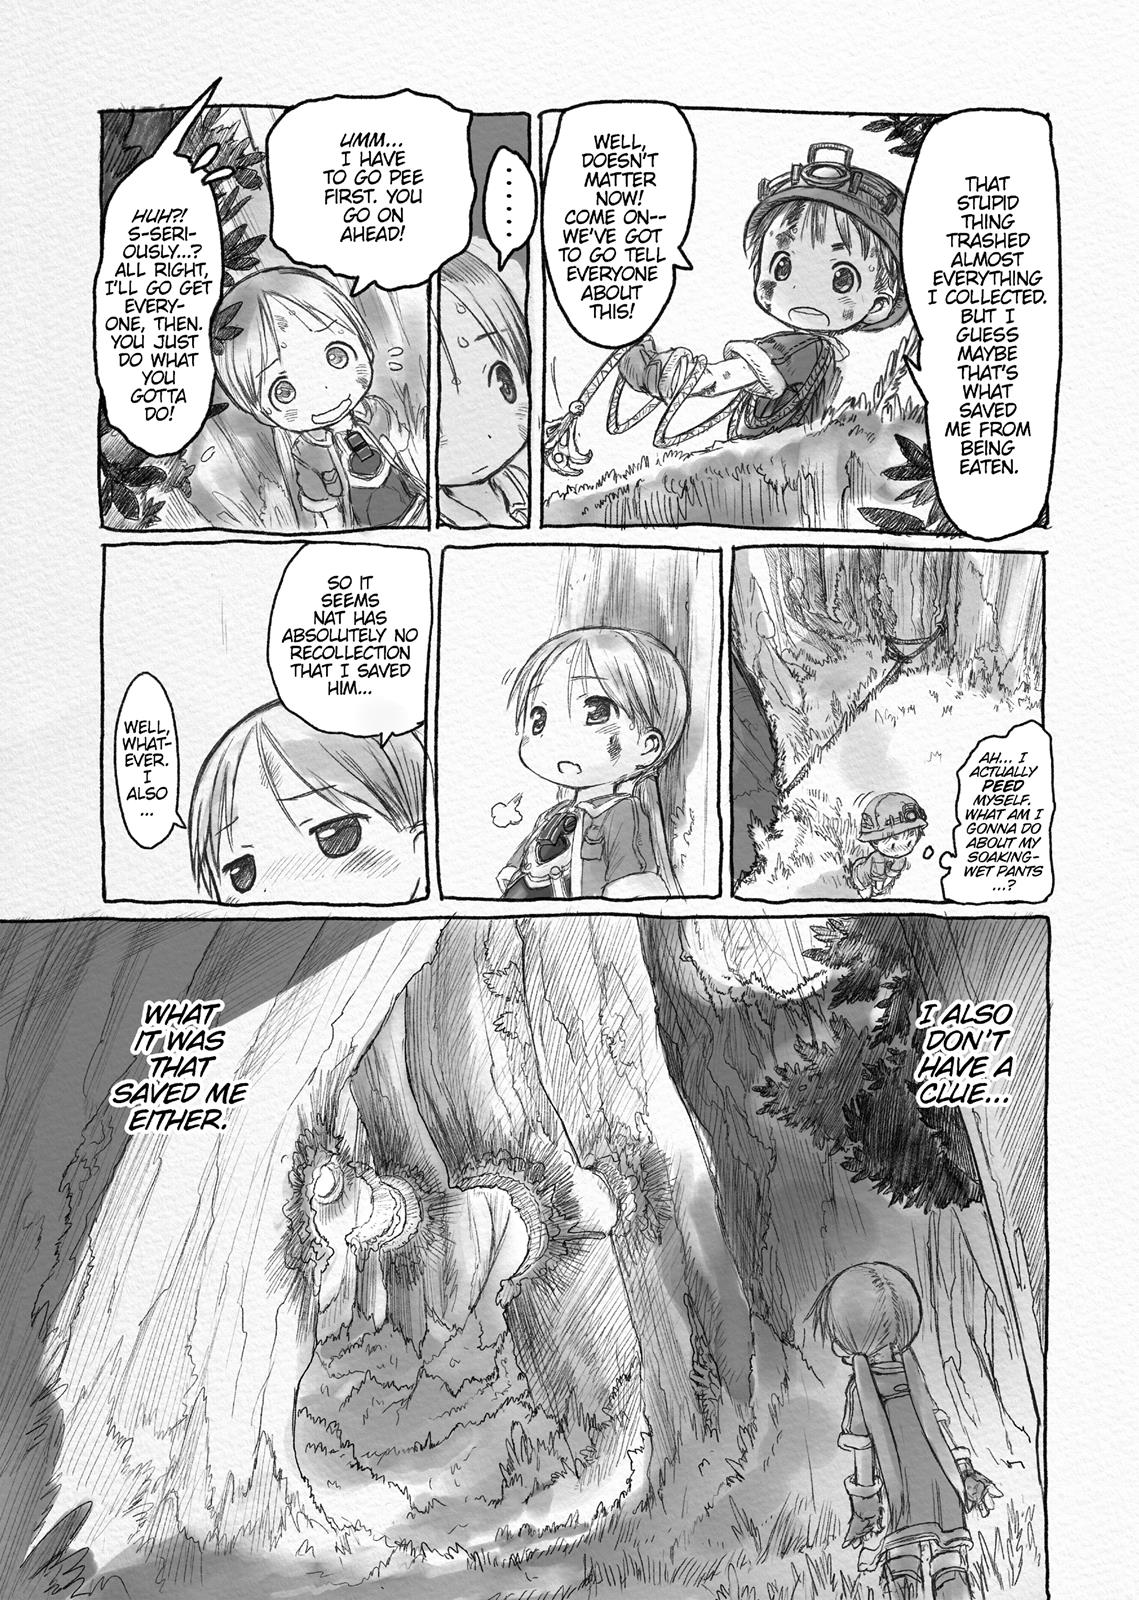 THAT
STUPID
THING
TRASHED
ALMOST
EVERYTHING
I COLLECTED.
BUT I
GUESS
MAYBE
THAT'S
WHAT
SAVED
ME FROM
BEING
EATEN.
WELL,
DOESN'T
MATTER
NOW!
COME ON--
WE'VE GOT
TO GO TELL
EVERYONE
ABOUT
THIS!
......
UMM...
I HAVE
TO GO PEE
FIRST. YOU
GO ON
AHEAD!
HUH?!
S-SERI-
OUSLY...?
ALL RIGHT,
I'LL GO GET
EVERY-
ONE, THEN.
YOU JUST
DO WHAT
YOU
GOTTA
DO!
AH... I
ACTUALLY
PEED
MYSELF.
WHAT AM I
GONNA DO
ABOUT MY
SOAKING-
WET PANTS
...?
SO IT
SEEMS
NAT HAS
ABSOLUTELY NO
RECOLLECTION
THAT I SAVED
HIM...
WELL,
WHAT-
EVER.
I
ALSO
...
I ALSO
DON'T
HAVE A
CLUE...
WHAT
IT WAS
THAT
SAVED ME
EITHER.